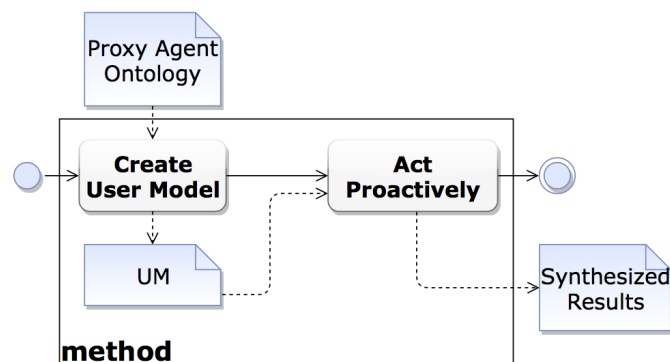 Proxy Agent
Ontology
Create
User Model
Act
Proactively
UM
Synthesized
Results
method